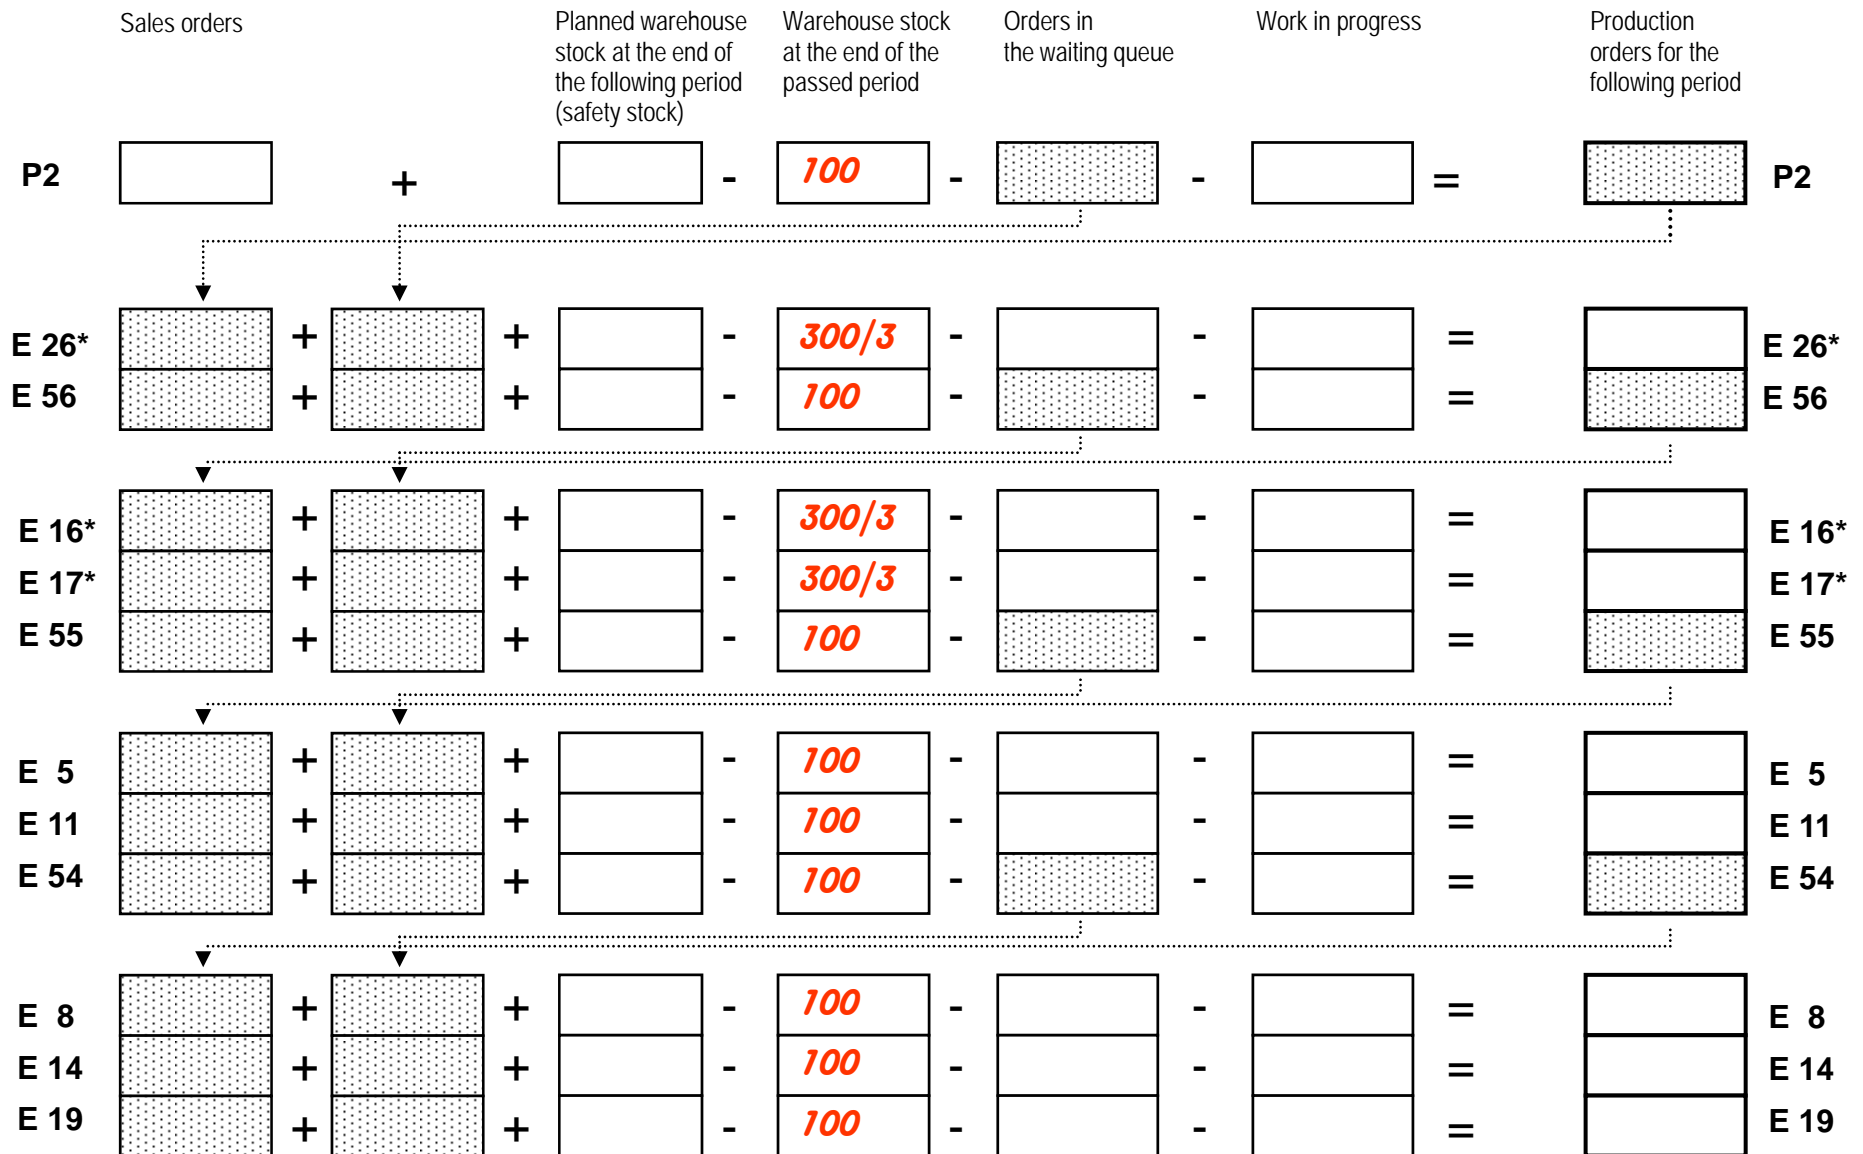 Sales orders
Planned warehouse
stock at the end of
the following period
(safety stock)
Warehouse stock
at the end of the
passed period
Orders in
the waiting queue
Work in progress
Production
orders for the
following period
P2 + - 100 - - = P2
E 26* + + - 300/3 - - = E 26*
E 56 + + - 100 - - = E 56
E 16* + + - 300/3 - - = E 16*
E 17* + + - 300/3 - - = E 17*
E 55 + + - 100 - - = E 55
E 5 + + - 100 - - = E 5
E 11 + + - 100 - - = E 11
E 54 + + - 100 - - = E 54
E 8 + + - 100 - - = E 8
E 14 + + - 100 - - = E 14
E 19 + + - 100 - - = E 19